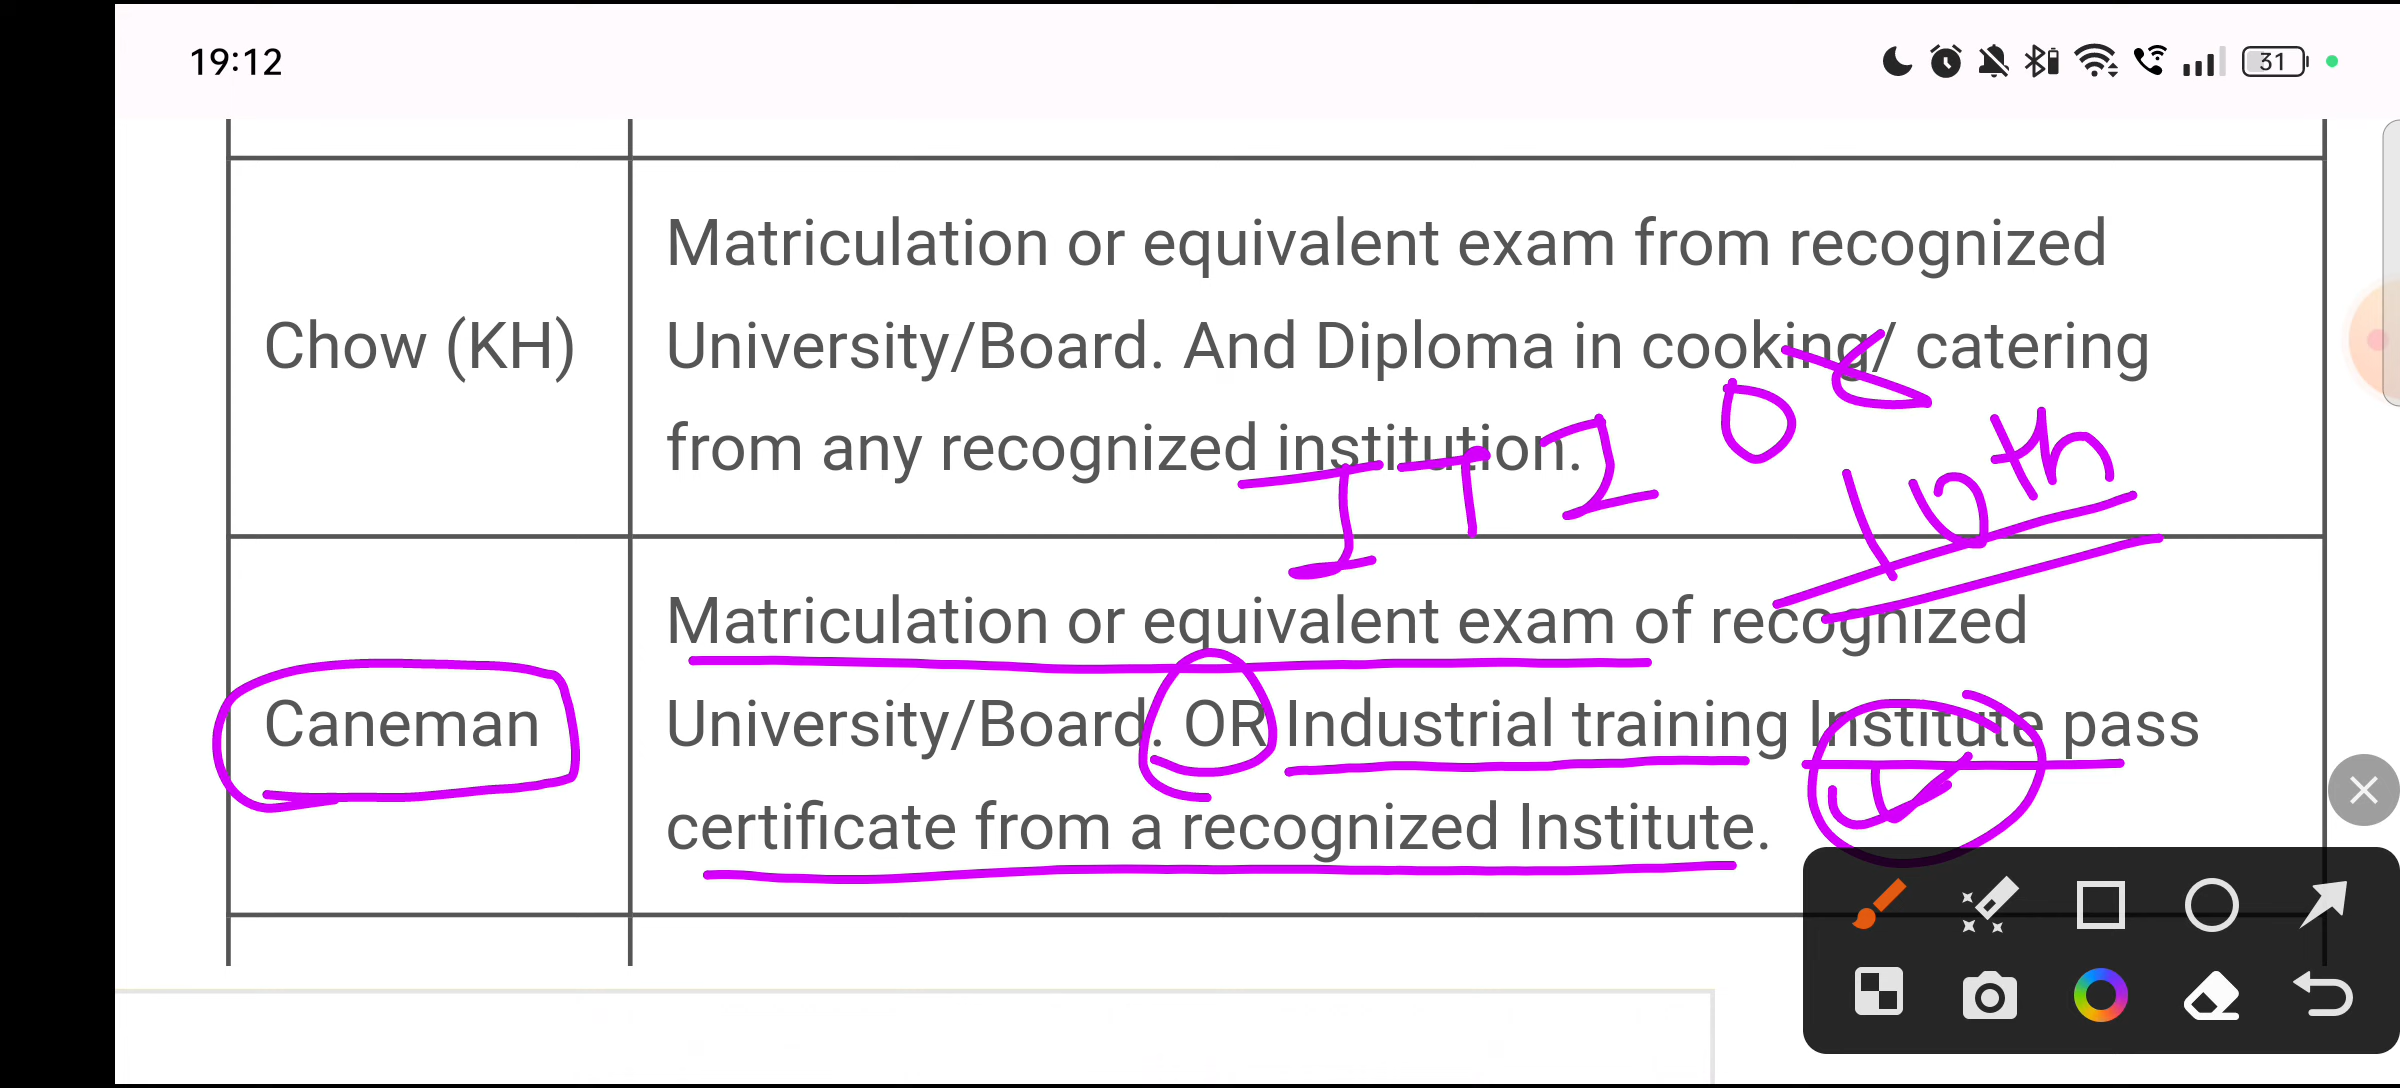 19:12
31
Chow (KH)
Matriculation or equivalent exam from recognized
University/Board. And Diploma in cooking/ catering
from any recognized institution.
ITI or 10th
Caneman
Matriculation or equivalent exam of recognized
University/Board. OR Industrial training Institute pass
certificate from a recognized Institute.